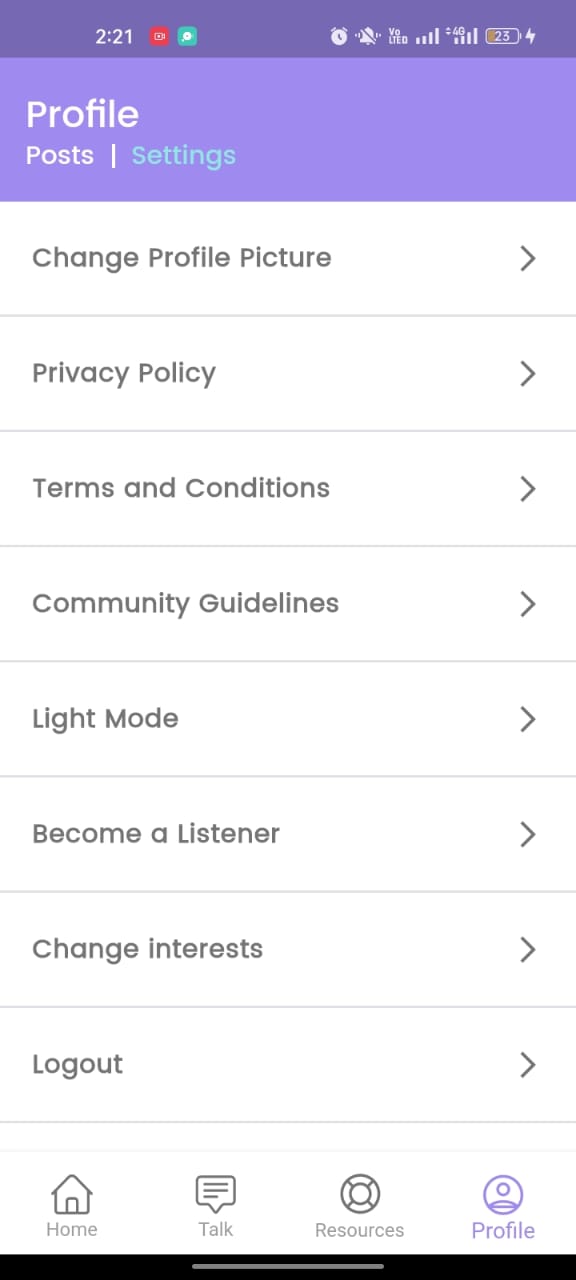 2:21
Vo
LTED
4G
23
Profile
Posts | Settings
Change Profile Picture
Privacy Policy
Terms and Conditions
Community Guidelines
Light Mode
Become a Listener
Change interests
Logout
Home
Talk
Resources
Profile